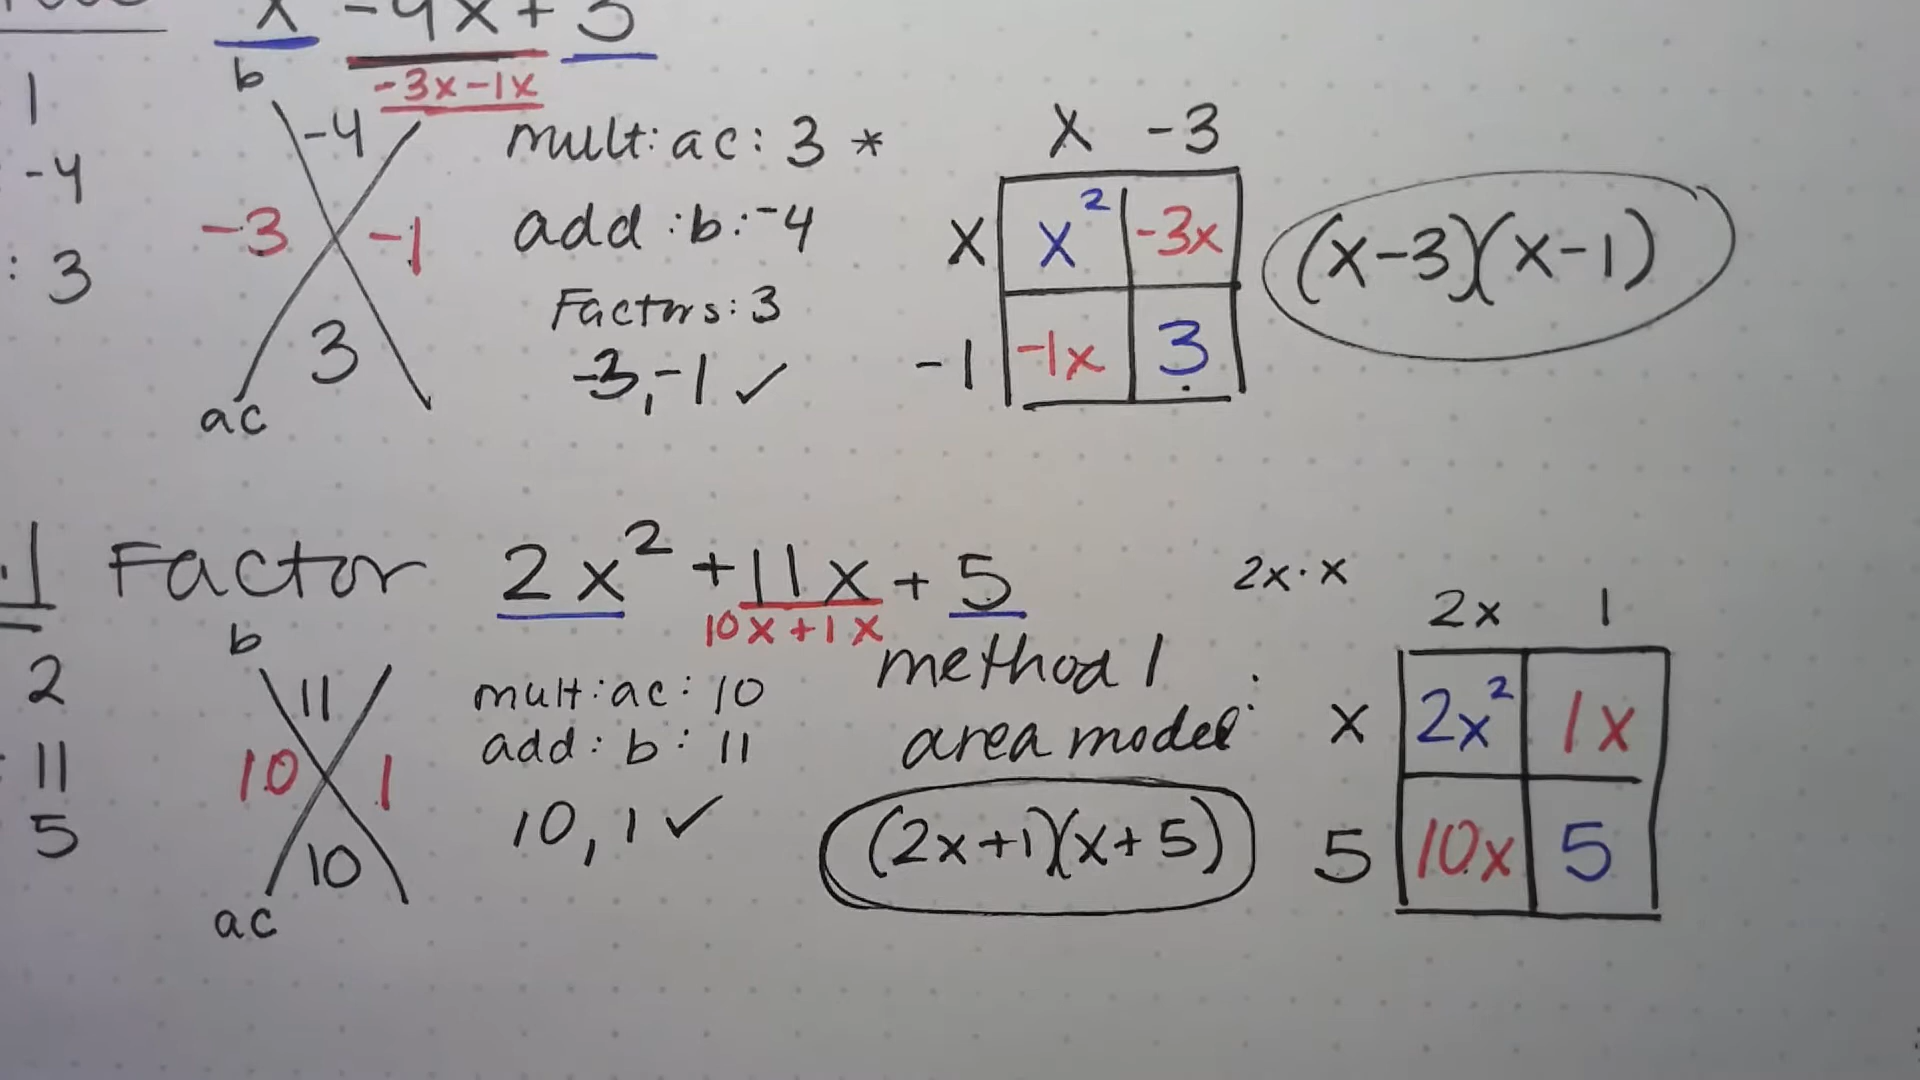 x -4x + 3
-3x -1x
1
-4
: 3
b
-4
-3 -1
3
ac
mult: ac: 3 *
add: b: -4
Factors: 3
-3, -1 ✓
x -3
x x² -3x
-1 -1x 3
(x-3)(x-1)
.1 Factor 2x² + 11x + 5
10x + 1x
2
: 11
5
b
11
10 1
10
ac
mult: ac: 10
add: b: 11
10, 1 ✓
method 1
area model:
(2x+1)(x+5)
2x · x
2x 1
x 2x² 1x
5 10x 5